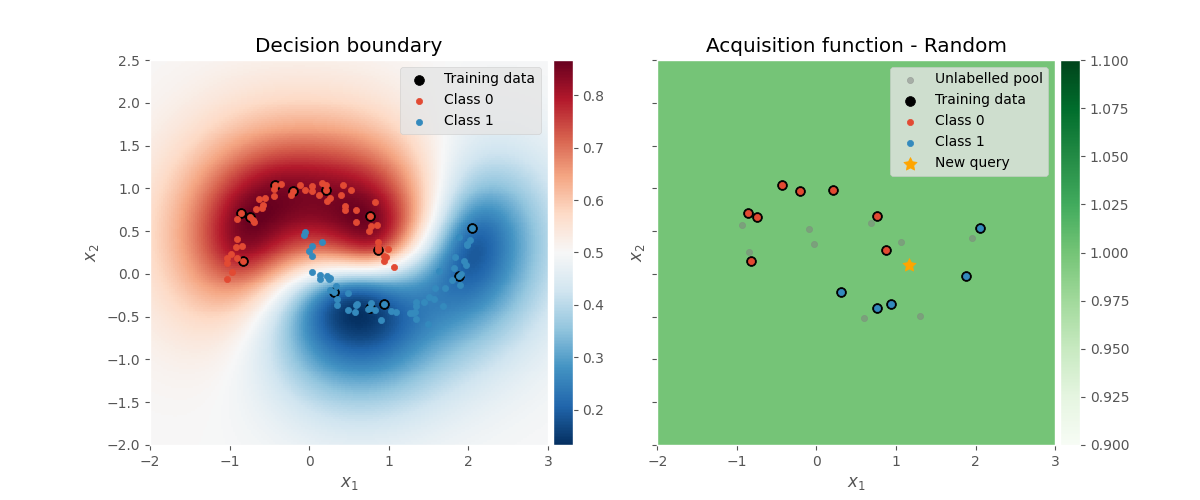 Decision boundary
Training data
Class 0
Class 1
2.5
2.0
1.5
1.0
0.5
0.0
−0.5
−1.0
−1.5
−2.0
x₂
−2
−1
0
1
2
3
x₁
0.8
0.7
0.6
0.5
0.4
0.3
0.2
Acquisition function - Random
Unlabelled pool
Training data
Class 0
Class 1
New query
x₂
−2
−1
0
1
2
3
x₁
1.100
1.075
1.050
1.025
1.000
0.975
0.950
0.925
0.900